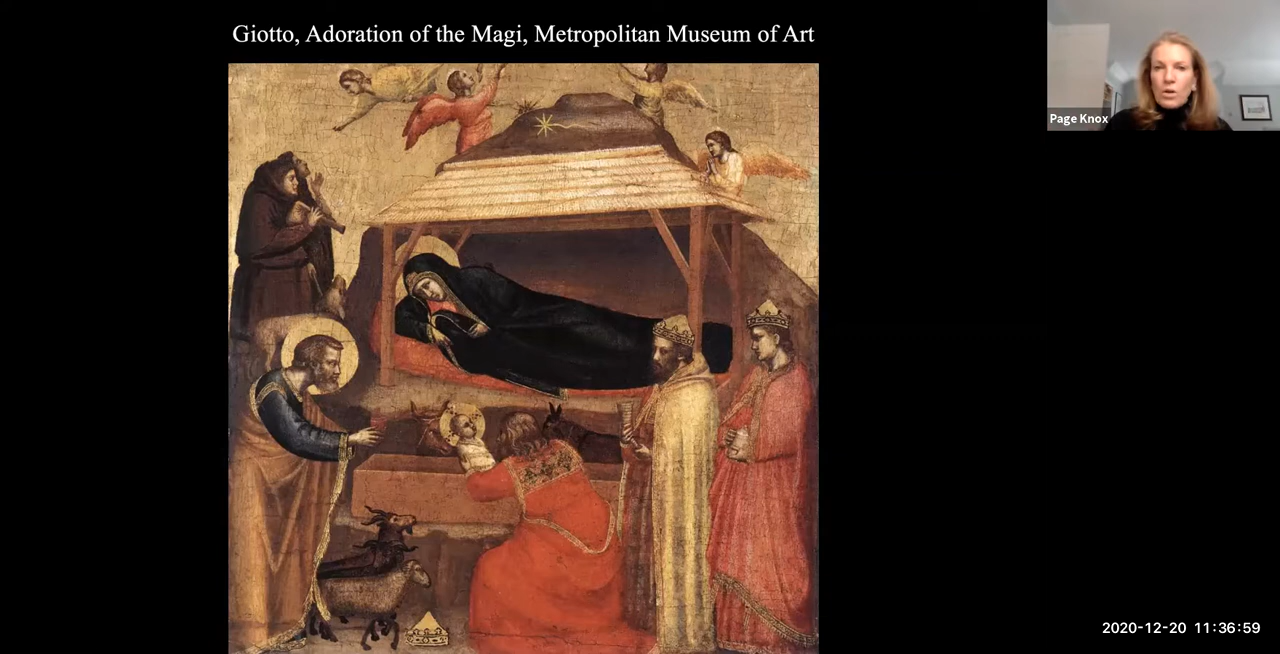 Giotto, Adoration of the Magi, Metropolitan Museum of Art
Page Knox
2020-12-20 11:36:59